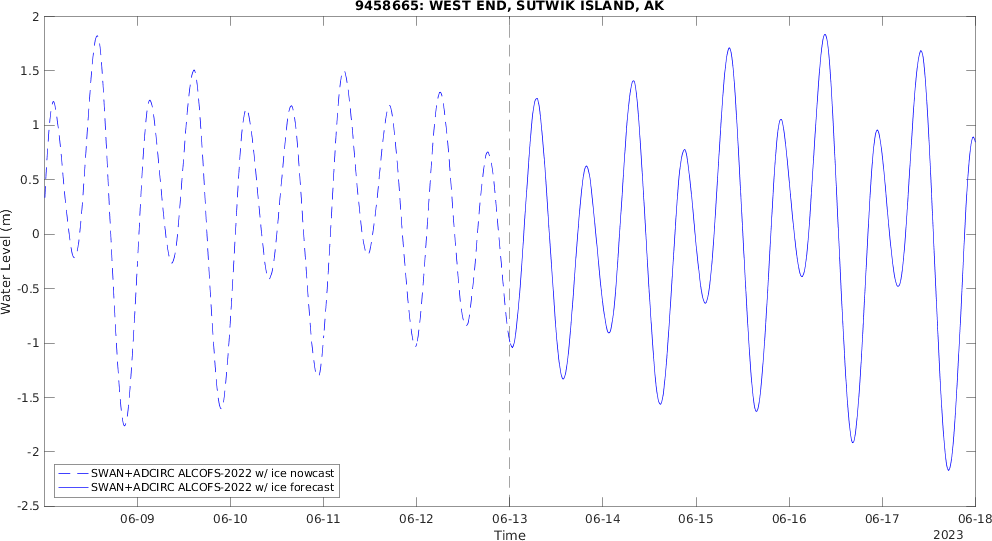 9458665: WEST END, SUTWIK ISLAND, AK
2
1.5
1
0.5
0
-0.5
-1
-1.5
-2
-2.5
Water Level (m)
SWAN+ADCIRC ALCOFS-2022 w/ ice nowcast
SWAN+ADCIRC ALCOFS-2022 w/ ice forecast
06-09 06-10 06-11 06-12 06-13 06-14 06-15 06-16 06-17 06-18
Time
2023